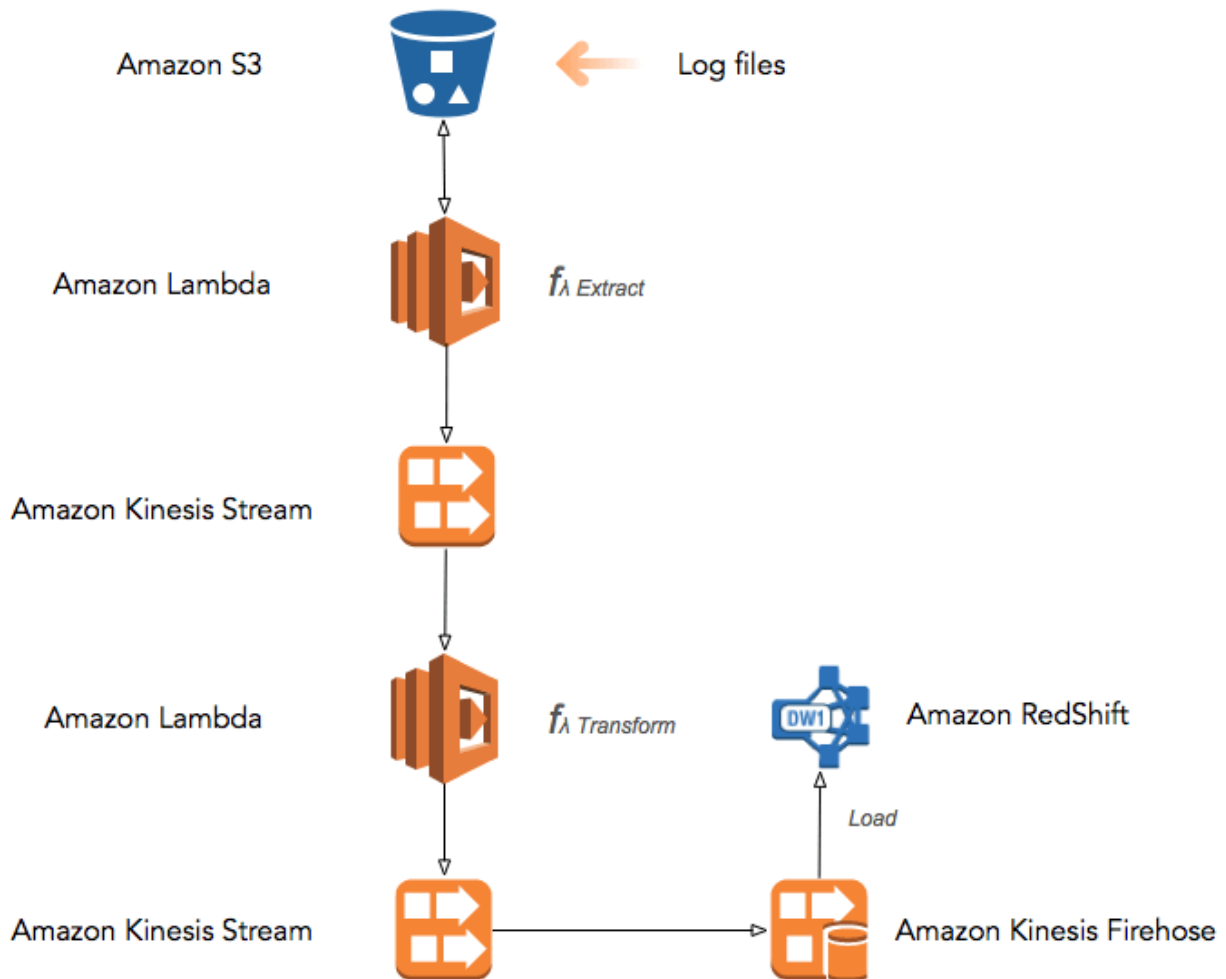 Amazon S3
Log files
Amazon Lambda
fλ Extract
Amazon Kinesis Stream
Amazon Lambda
fλ Transform
DW1
Amazon RedShift
Load
Amazon Kinesis Stream
Amazon Kinesis Firehose